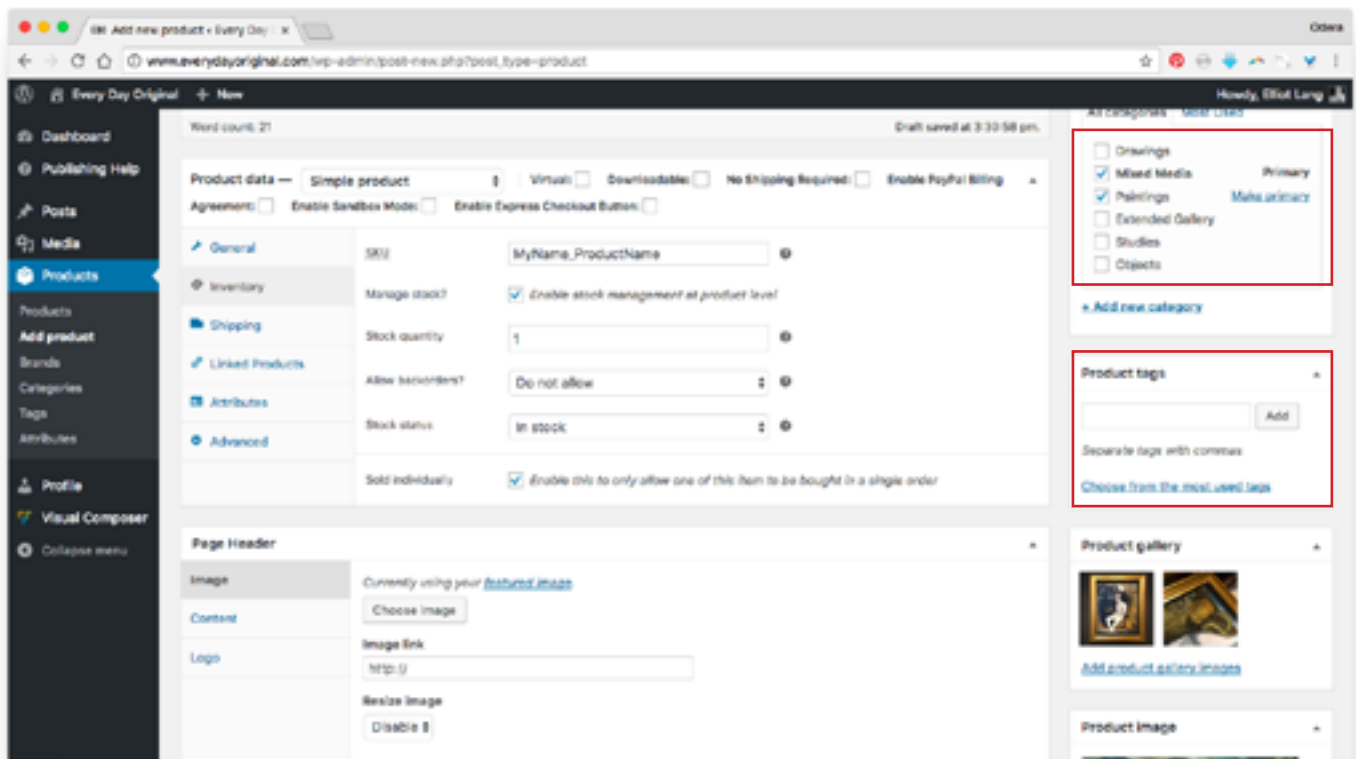 Add new product ‹ Every Day
Odera
www.everydayoriginal.com/wp-admin/post-new.php?post_type=product
Every Day Original + New
Howdy, Elliot Lang
Dashboard
Publishing Help
Posts
Media
Products
Products
Add product
Brands
Categories
Tags
Attributes
Profile
Visual Composer
Collapse menu
Word count: 21
Draft saved at 3:30:58 pm.
Product data — Simple product Virtual: Downloadable: No Shipping Required: Enable PayPal Billing
Agreement: Enable Sandbox Mode: Enable Express Checkout Button:
General
Inventory
Shipping
Linked Products
Attributes
Advanced
SKU MyName_ProductName
Manage stock? Enable stock management at product level
Stock quantity 1
Allow backorders? Do not allow
Stock status In stock
Sold individually Enable this to only allow one of this item to be bought in a single order
Page Header
Image
Content
Logo
Currently using your featured image.
Choose Image
Image link
http://
Resize Image
Disable
All categories Most Used
Drawings
Mixed Media Primary
Paintings Make primary
Extended Gallery
Studies
Objects
+ Add new category
Product tags
Add
Separate tags with commas
Choose from the most used tags
Product gallery
Add product gallery images
Product image